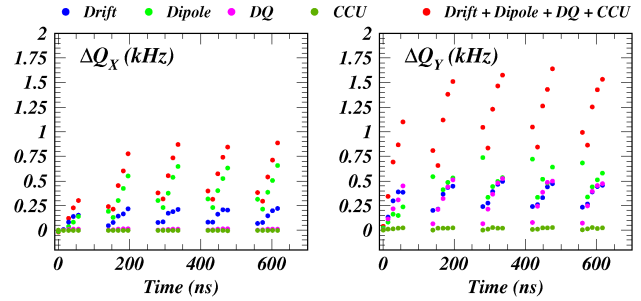 Drift Dipole DQ CCU Drift + Dipole + DQ + CCU
ΔQX (kHz)
2
1.75
1.5
1.25
1
0.75
0.5
0.25
0
0 200 400 600
Time (ns)
ΔQY (kHz)
2
1.75
1.5
1.25
1
0.75
0.5
0.25
0
0 200 400 600
Time (ns)